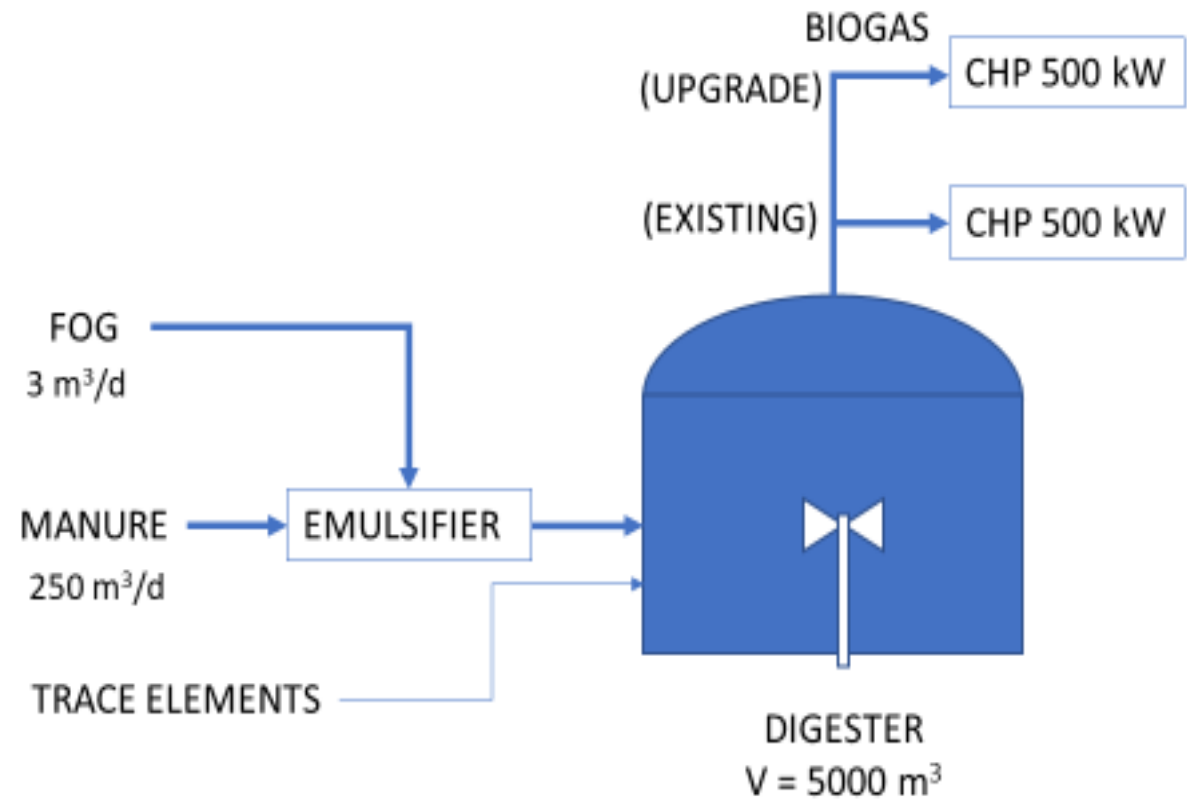 BIOGAS
CHP 500 kW
(UPGRADE)
(EXISTING)
CHP 500 kW
FOG
3 m³/d
MANURE
EMULSIFIER
250 m³/d
TRACE ELEMENTS
DIGESTER
V = 5000 m³